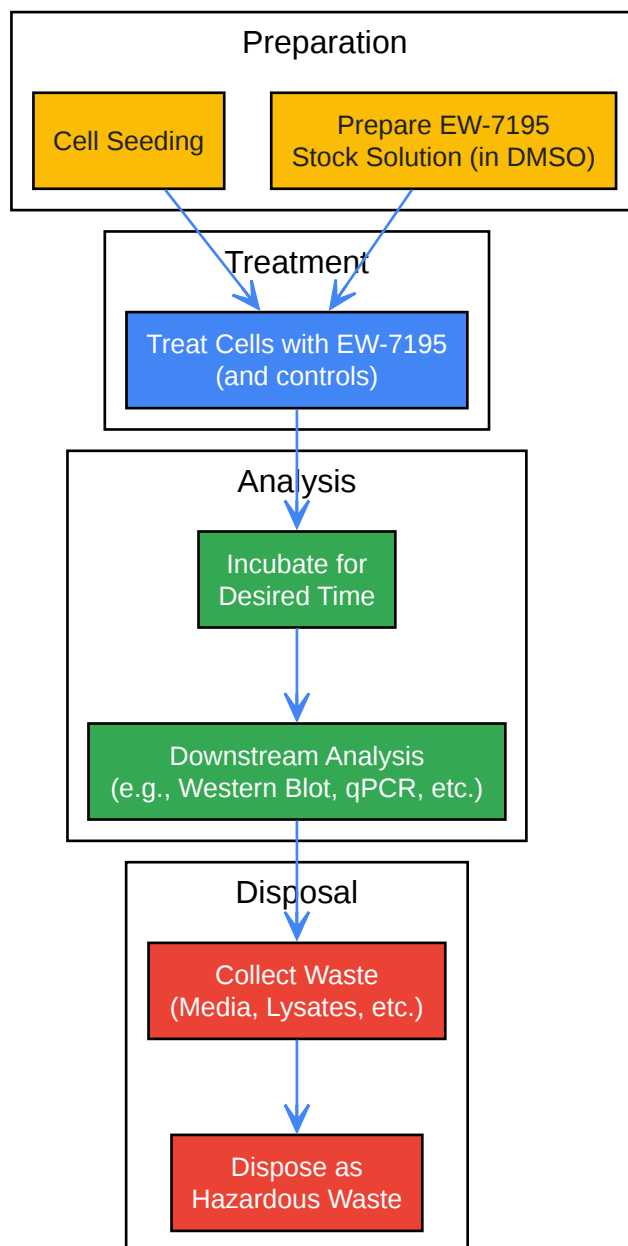 Preparation
Cell Seeding
Prepare EW-7195
Stock Solution (in DMSO)
Treatment
Treat Cells with EW-7195
(and controls)
Analysis
Incubate for
Desired Time
Downstream Analysis
(e.g., Western Blot, qPCR, etc.)
Disposal
Collect Waste
(Media, Lysates, etc.)
Dispose as
Hazardous Waste